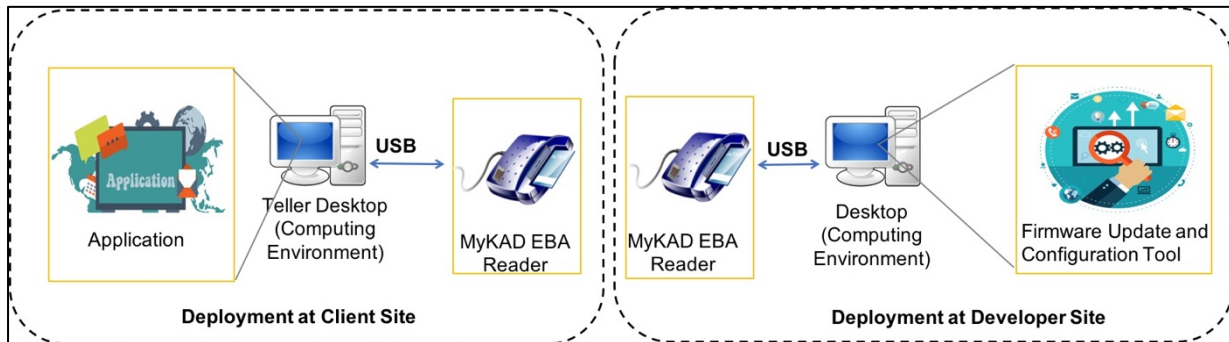 Application
Application
Teller Desktop
(Computing
Environment)
USB
MyKAD EBA
Reader
Deployment at Client Site
MyKAD EBA
Reader
USB
Desktop
(Computing
Environment)
Firmware Update and
Configuration Tool
Deployment at Developer Site